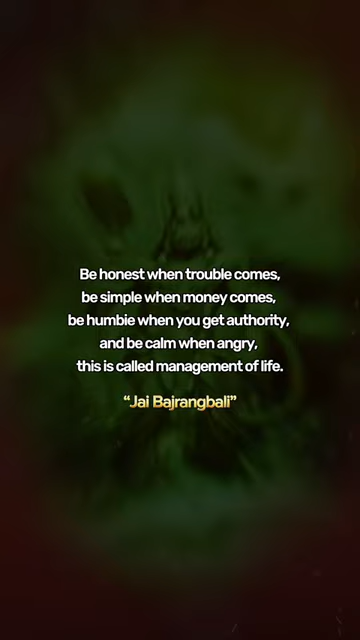 Be honest when trouble comes,
be simple when money comes,
be humbie when you get authority,
and be calm when angry,
this is called management of life.
“Jai Bajrangbali”